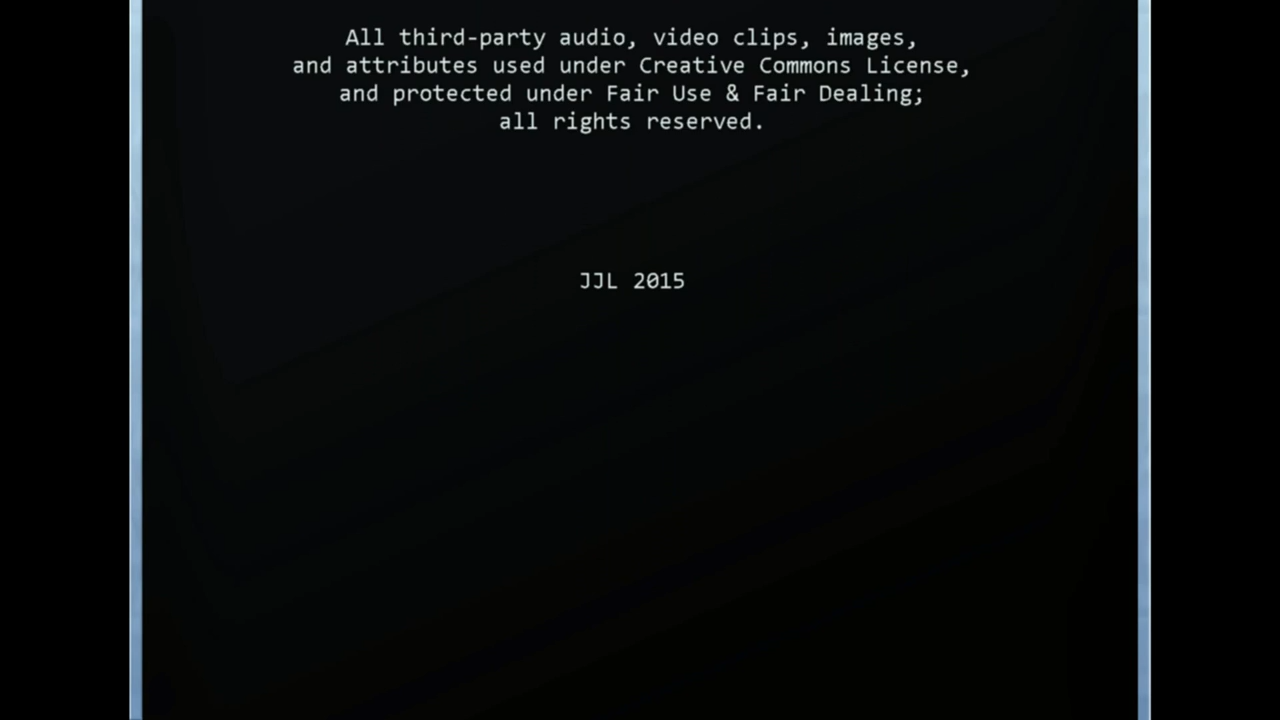 All third-party audio, video clips, images,
and attributes used under Creative Commons License,
and protected under Fair Use & Fair Dealing;
all rights reserved.
JJL 2015